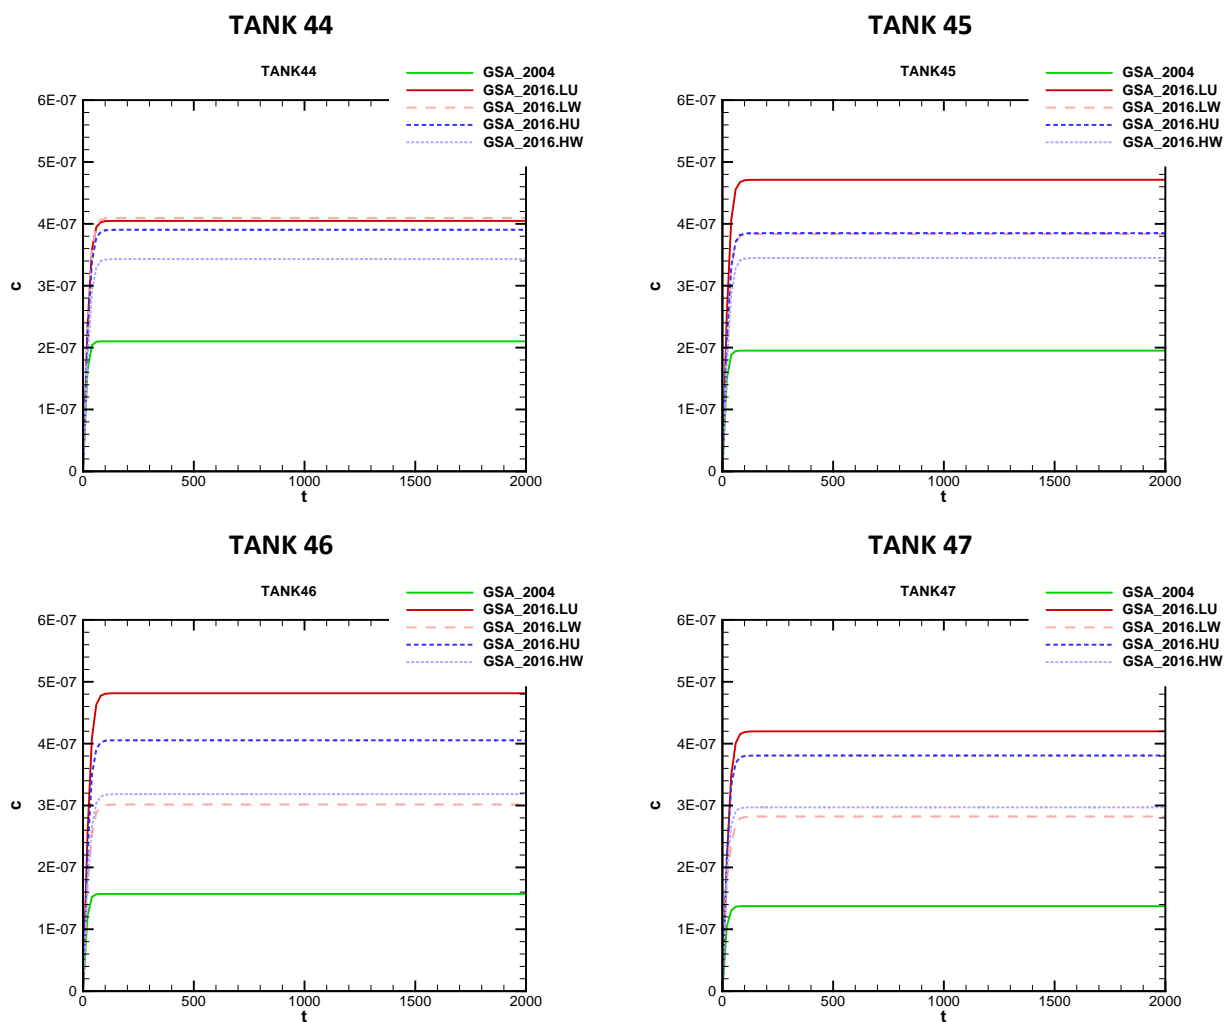 TANK 44
TANK44
GSA_2004
GSA_2016.LU
GSA_2016.LW
GSA_2016.HU
GSA_2016.HW
6E-07
5E-07
4E-07
3E-07
2E-07
1E-07
0
c
0 500 1000 1500 2000
t
TANK 45
TANK45
GSA_2004
GSA_2016.LU
GSA_2016.LW
GSA_2016.HU
GSA_2016.HW
6E-07
5E-07
4E-07
3E-07
2E-07
1E-07
0
c
0 500 1000 1500 2000
t
TANK 46
TANK46
GSA_2004
GSA_2016.LU
GSA_2016.LW
GSA_2016.HU
GSA_2016.HW
6E-07
5E-07
4E-07
3E-07
2E-07
1E-07
0
c
0 500 1000 1500 2000
t
TANK 47
TANK47
GSA_2004
GSA_2016.LU
GSA_2016.LW
GSA_2016.HU
GSA_2016.HW
6E-07
5E-07
4E-07
3E-07
2E-07
1E-07
0
c
0 500 1000 1500 2000
t